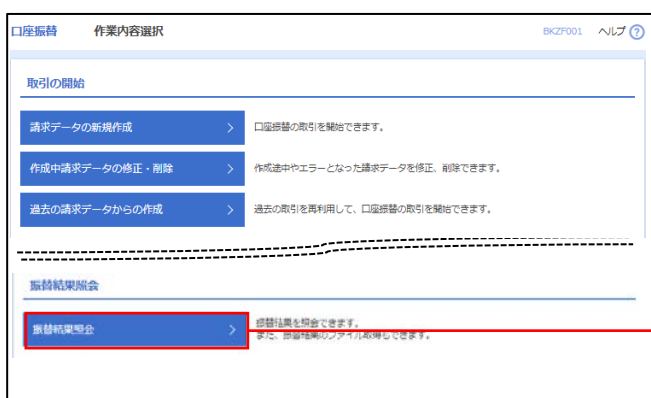 口座振替 作業内容選択 BKZF001 ヘルプ ?
取引の開始
請求データの新規作成 > 口座振替の取引を開始できます。
作成中請求データの修正・削除 > 作成途中やエラーとなった請求データを修正、削除できます。
過去の請求データからの作成 > 過去の取引を再利用して、口座振替の取引を開始できます。
振替結果照会
振替結果照会 > 振替結果を照会できます。
また、振替結果のファイル取得もできます。